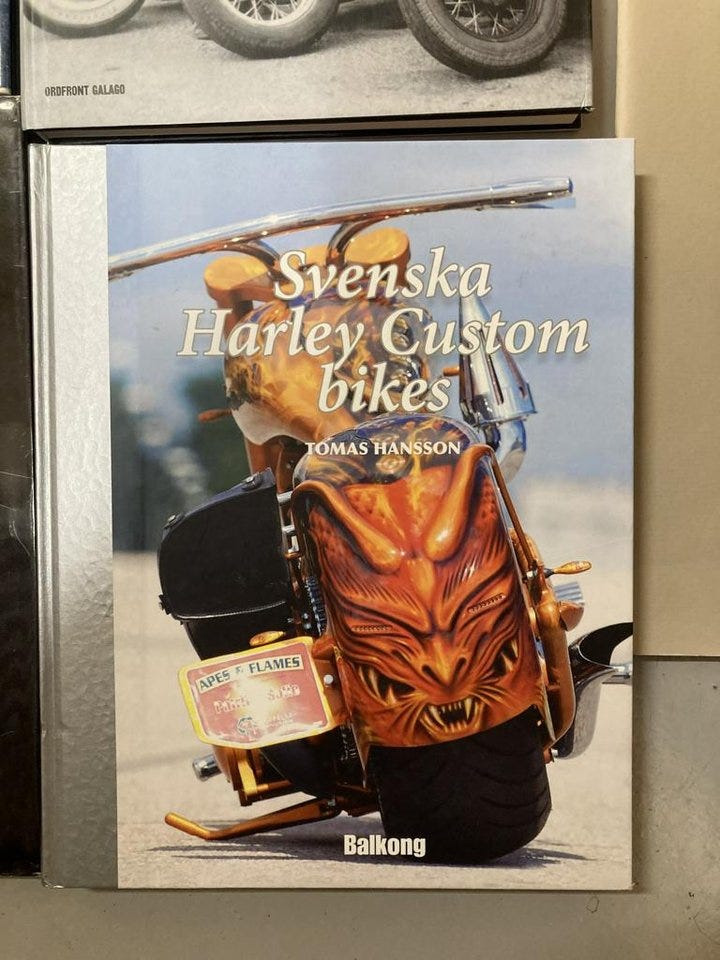 ORDFRONT GALAGO
Svenska
Harley Custom
bikes
TOMAS HANSSON
APES & FLAMES
Balkong